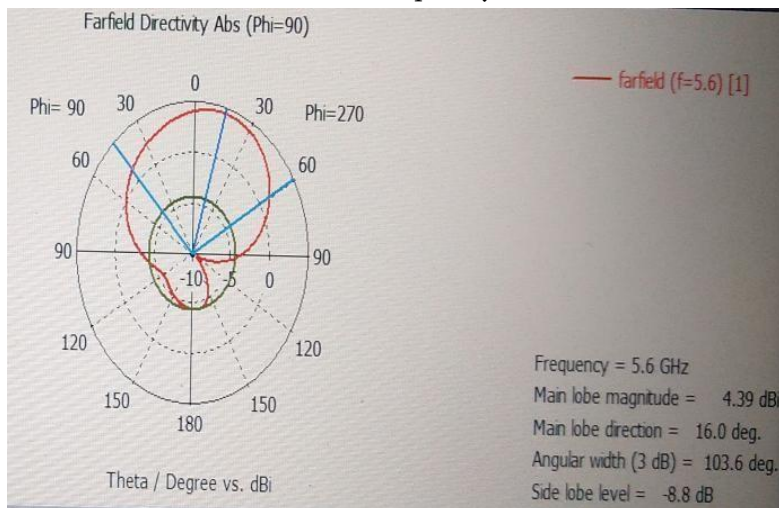 Farfield Directivity Abs (Phi=90)
farfield (f=5.6) [1]
0
Phi= 90
30
30
Phi=270
60
60
90
-10
-5
0
90
120
120
150
150
180
Theta / Degree vs. dBi
Frequency = 5.6 GHz
Main lobe magnitude = 4.39 dBi
Main lobe direction = 16.0 deg.
Angular width (3 dB) = 103.6 deg.
Side lobe level = -8.8 dB